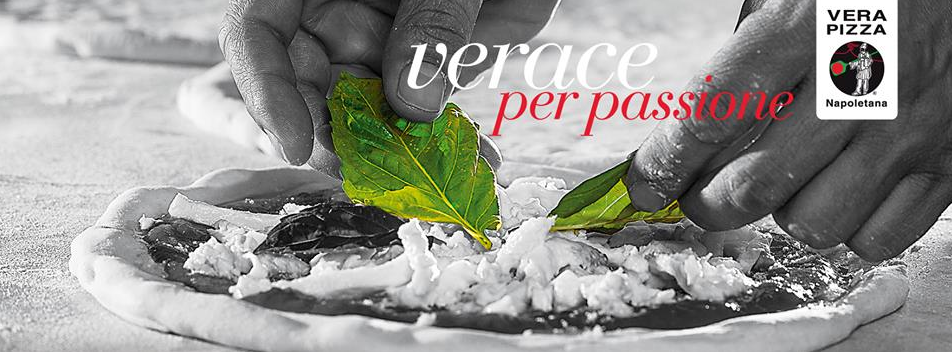 verace
per passione
VERA
PIZZA
Napoletana